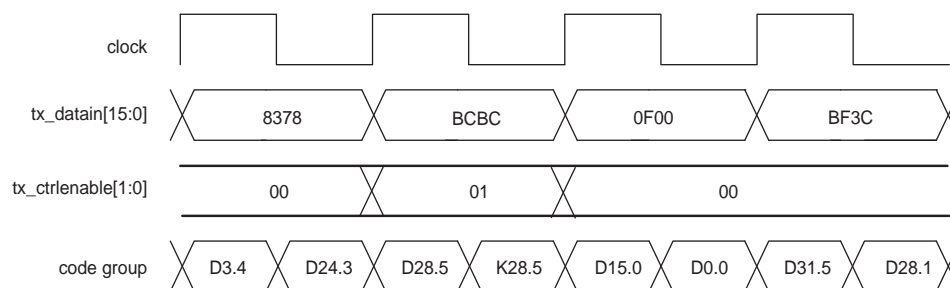 clock
tx_datain[15:0] 8378 BCBC 0F00 BF3C
tx_ctrlenable[1:0] 00 01 00
code group D3.4 D24.3 D28.5 K28.5 D15.0 D0.0 D31.5 D28.1